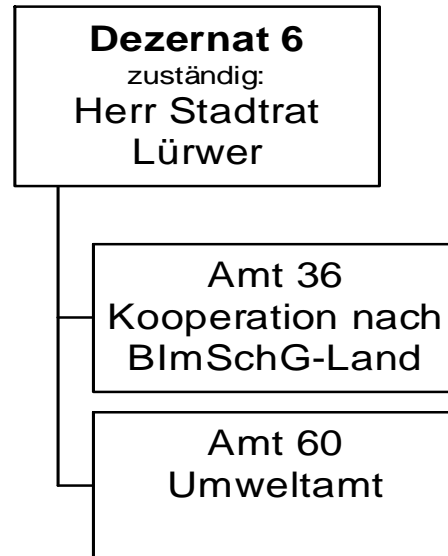 Dezernat 6
zuständig:
Herr Stadtrat
Lürwer
Amt 36
Kooperation nach
BImSchG-Land
Amt 60
Umweltamt